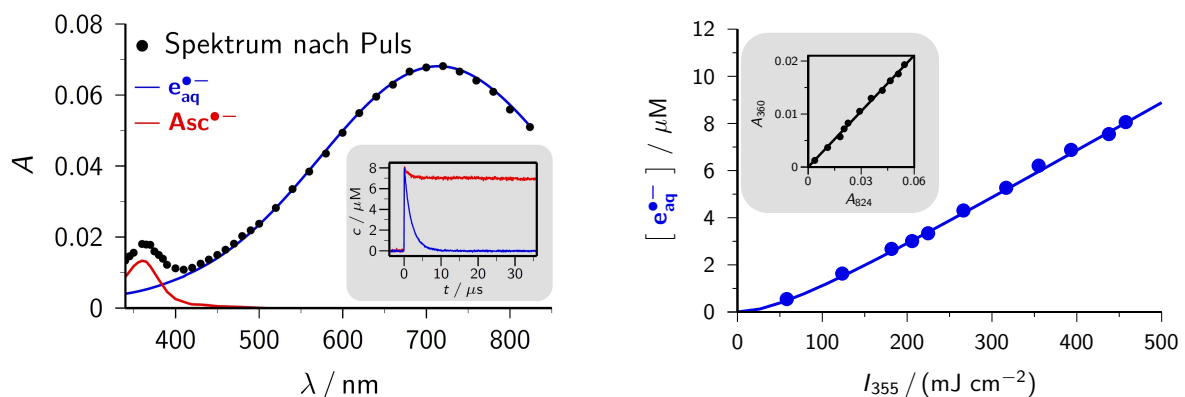 0.08
0.06
0.04
0.02
0
A
● Spektrum nach Puls
e_aq^•−
Asc^•−
400 500 600 700 800
λ / nm
8
6
4
2
0
c / μM
0 10 20 30
t / μs
12
10
8
6
4
2
0
[ e_aq^•− ] / μM
0 100 200 300 400 500
I₃₅₅ / (mJ cm⁻²)
0.02
0.01
0
A₃₆₀
0 0.03 0.06
A₈₂₄